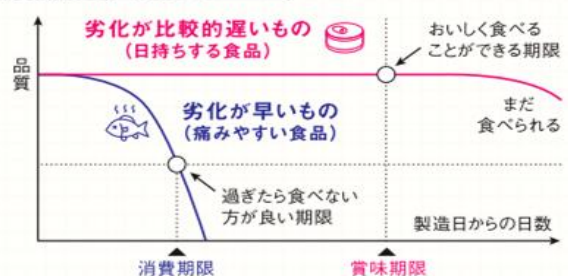 劣化が比較的遅いもの
（日持ちする食品）
おいしく食べる
ことができる期限
品質
劣化が早いもの
（痛みやすい食品）
まだ
食べられる
過ぎたら食べない
方が良い期限
製造日からの日数
消費期限
賞味期限